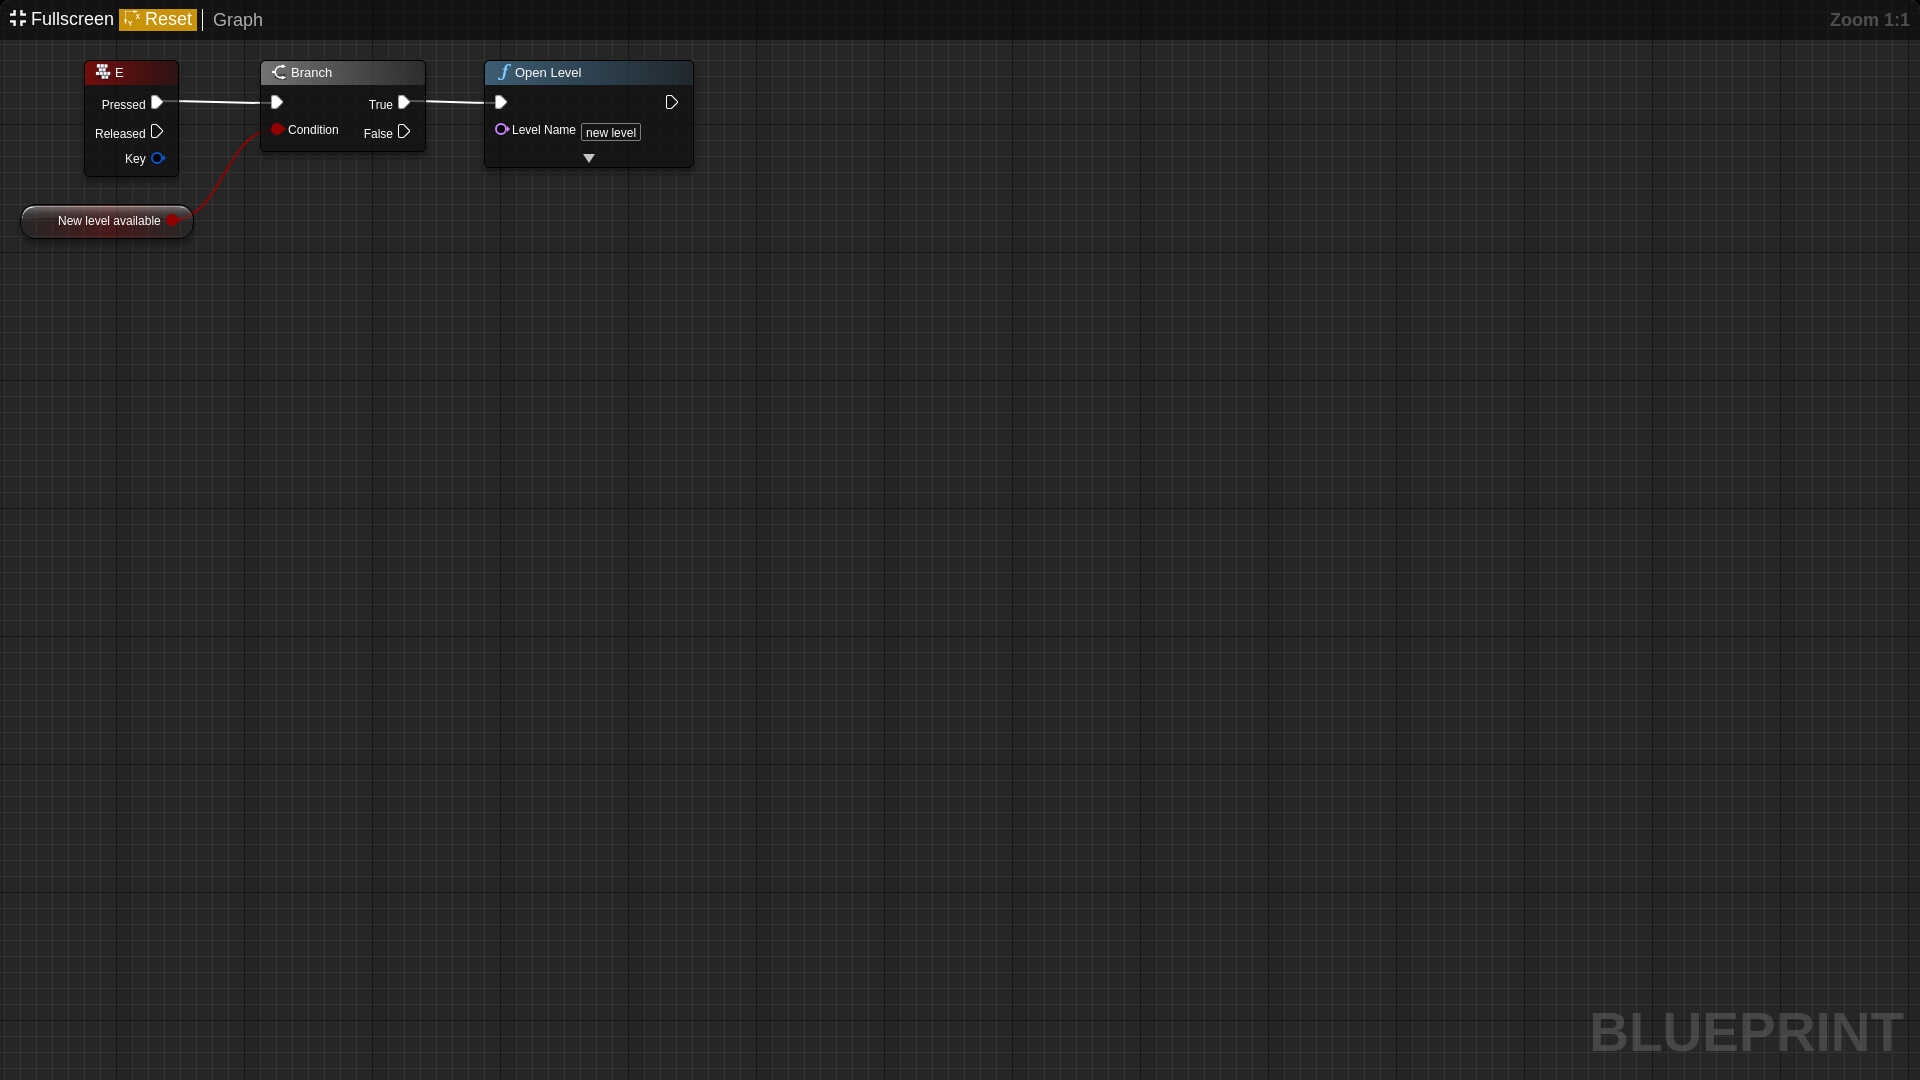 Fullscreen Reset Graph Zoom 1:1
E
Pressed
Released
Key
Branch
True
Condition
False
Open Level
Level Name new level
New level available
BLUEPRINT